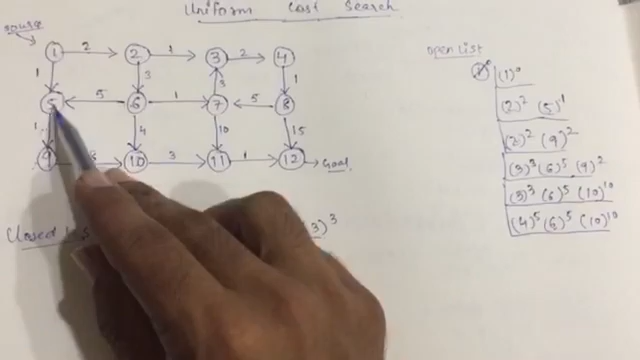 Uniform Cost Search
source
1 2 2 1 3 2 4
1 3 3 1
5 5 6 1 7 5 8
1 4 10 15
9 10 3 11 1 12 Goal
Closed
3)³
open List
(1)⁰
(2)² (5)¹
(2)² (9)²
(3)³ (6)⁵ (9)²
(3)³ (6)⁵ (10)¹⁰
(4)⁵ (6)⁵ (10)¹⁰